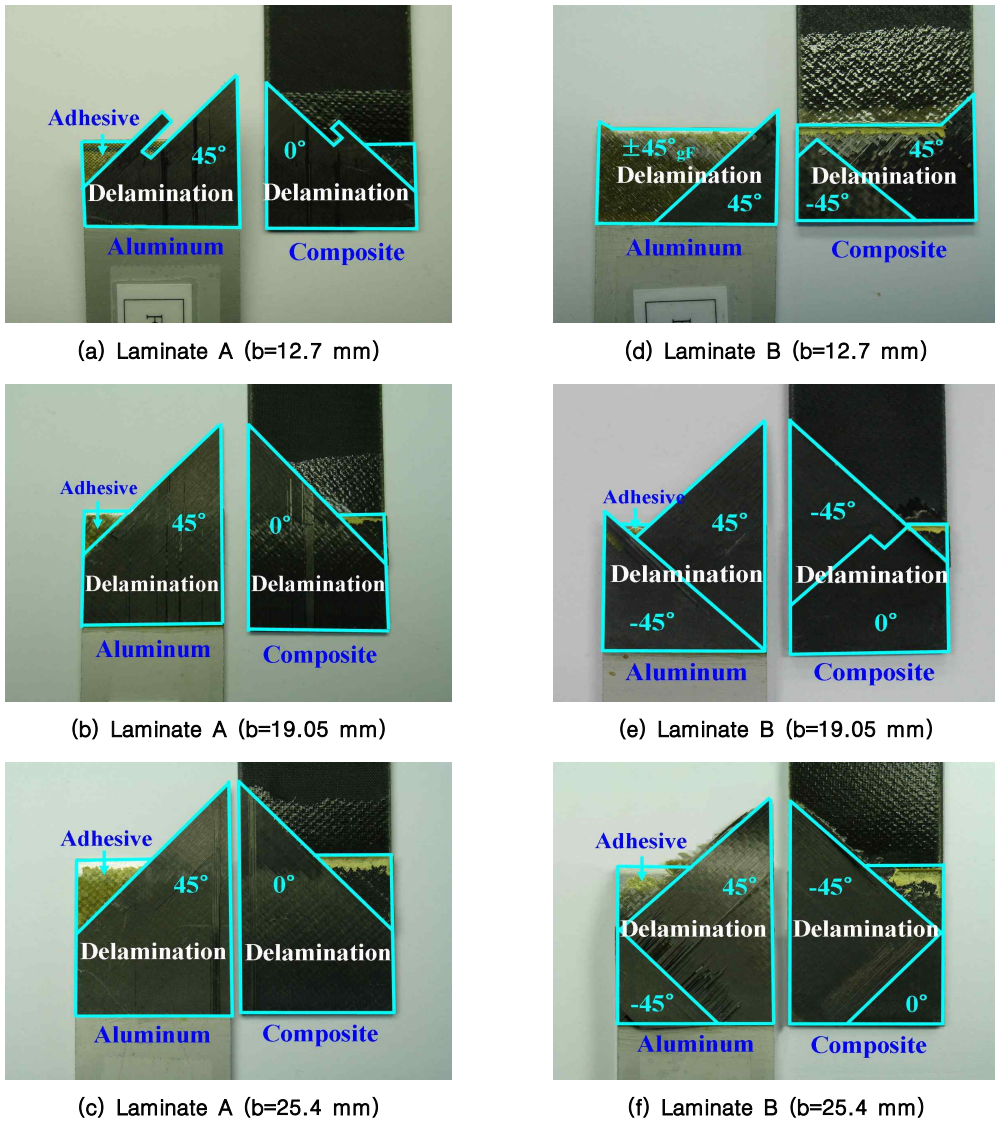 Adhesive
45°
0°
Delamination
Delamination
Aluminum
Composite
(a) Laminate A (b=12.7 mm)
±45°gF
Delamination
45°
45°
Delamination
-45°
Aluminum
Composite
(d) Laminate B (b=12.7 mm)
Adhesive
45°
0°
Delamination
Delamination
Aluminum
Composite
(b) Laminate A (b=19.05 mm)
Adhesive
45°
-45°
Delamination
Delamination
-45°
0°
Aluminum
Composite
(e) Laminate B (b=19.05 mm)
Adhesive
45°
0°
Delamination
Delamination
Aluminum
Composite
(c) Laminate A (b=25.4 mm)
Adhesive
45°
-45°
Delamination
Delamination
-45°
0°
Aluminum
Composite
(f) Laminate B (b=25.4 mm)